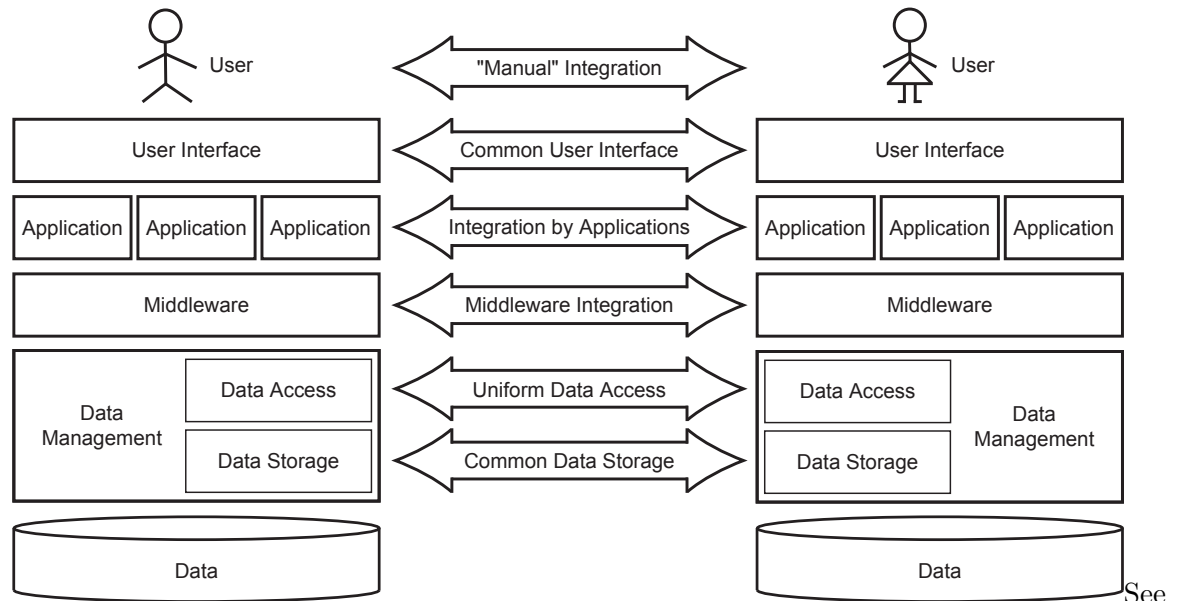 User
"Manual" Integration
User
User Interface
Common User Interface
User Interface
Application
Application
Application
Integration by Applications
Application
Application
Application
Middleware
Middleware Integration
Middleware
Data
Management
Data Access
Uniform Data Access
Data Access
Data
Management
Data Storage
Common Data Storage
Data Storage
Data
Data
See